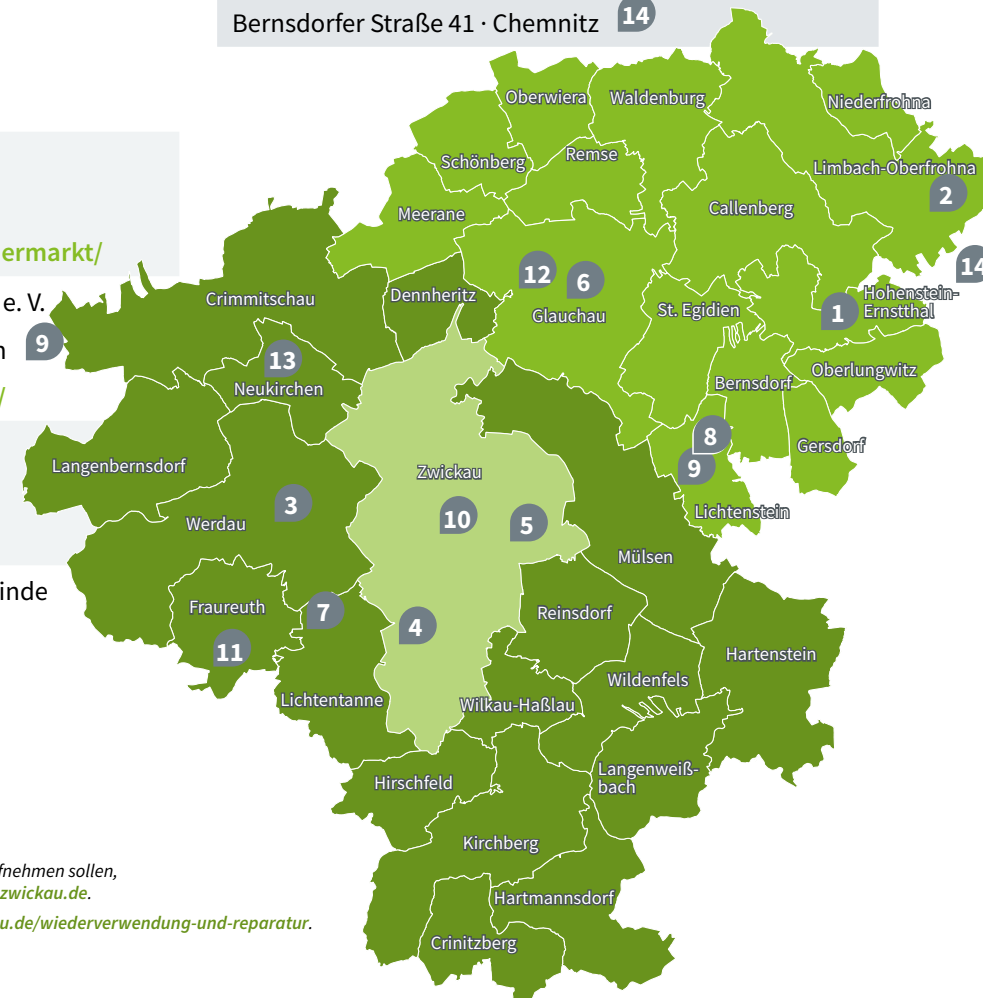 Bernsdorfer Straße 41 · Chemnitz 14
Oberwiera
Waldenburg
Niederfrohna
Schönberg
Remse
Limbach-Oberfrohna
2
ermarkt/
Meerane
Callenberg
14
12
6
e. V.
Crimmitschau
Dennheritz
Glauchau
St. Egidien
1
Hohenstein-
Ernstthal
9
13
Neukirchen
Bernsdorf
Oberlungwitz
/
8
Gersdorf
Langenbernsdorf
Zwickau
9
3
10
5
Lichtenstein
Werdau
Mülsen
inde
Fraureuth
7
4
Reinsdorf
11
Hartenstein
Lichtentanne
Wilkau-Haßlau
Wildenfels
Hirschfeld
Langenweiß-
bach
Kirchberg
fnehmen sollen,
zwickau.de.
Hartmannsdorf
u.de/wiederverwendung-und-reparatur.
Crinitzberg